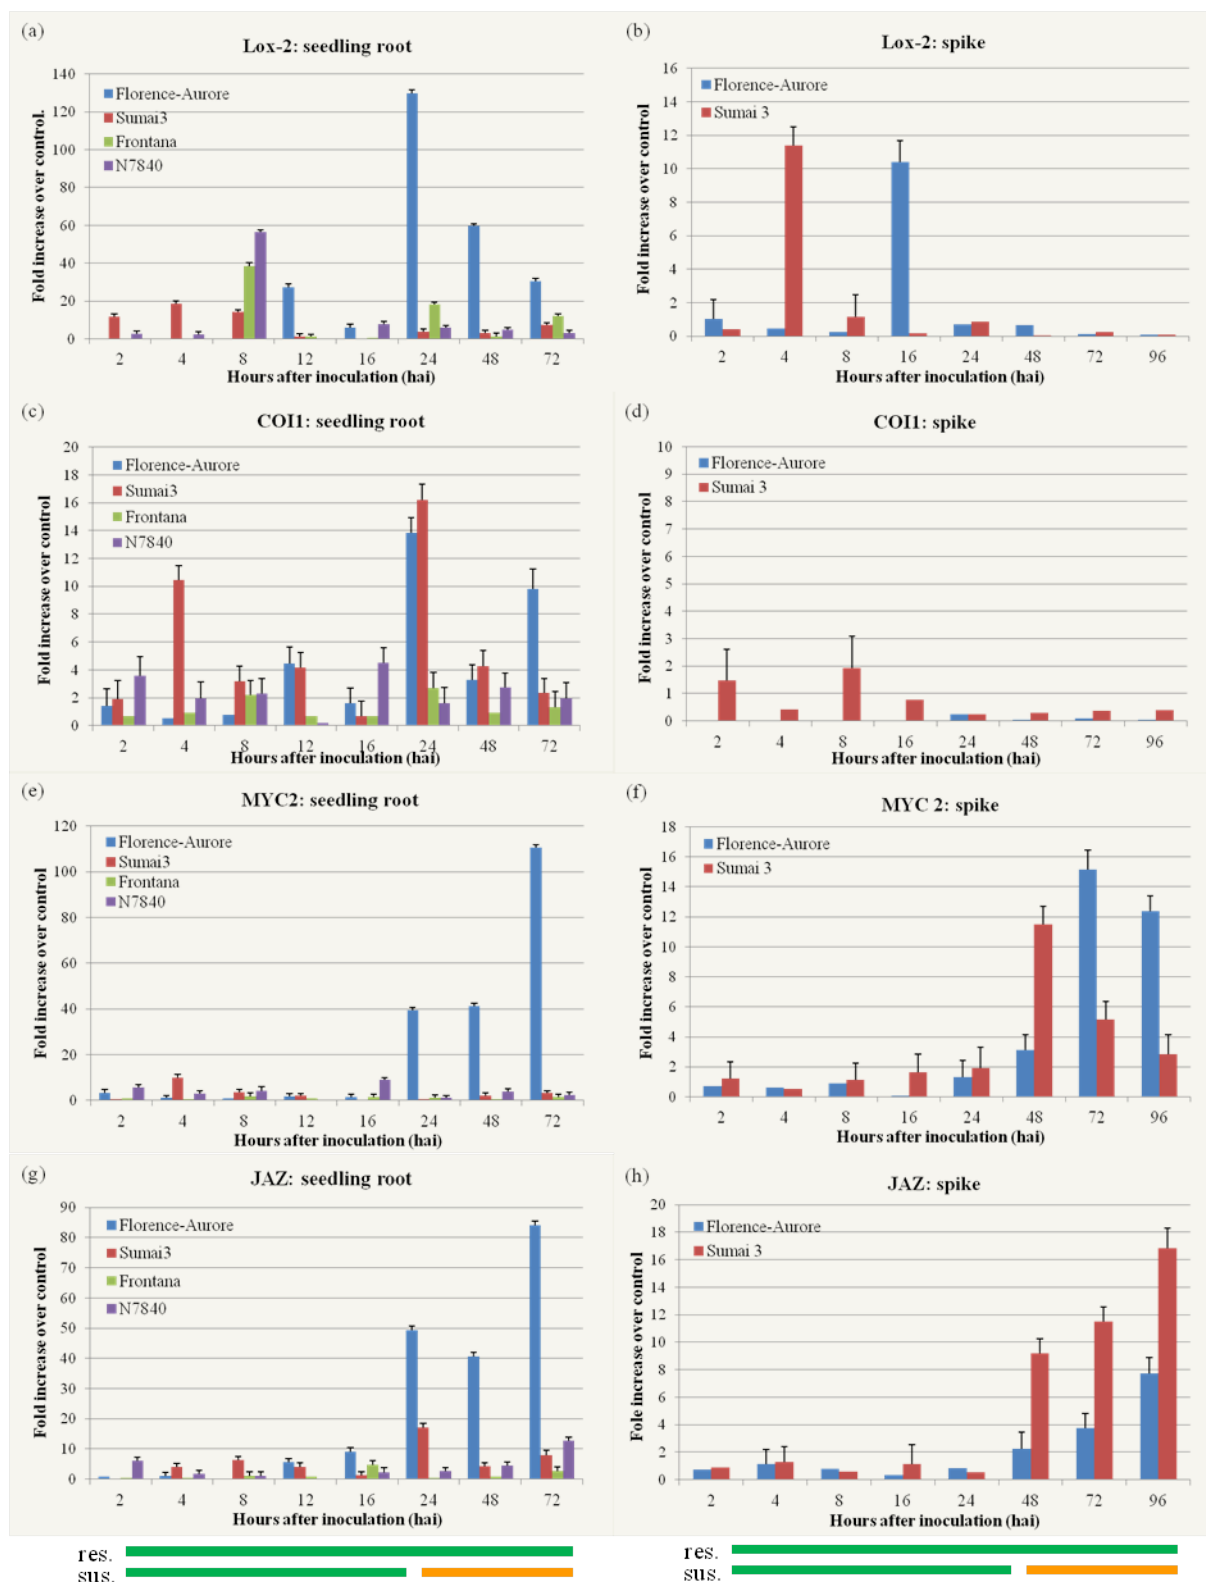 (a)
Lox-2: seedling root
Fold increase over control.
140
120
100
80
60
40
20
0
Florence-Aurore
Sumai3
Frontana
N7840
2 4 8 12 16 24 48 72
Hours after inoculation (hai)
(b)
Lox-2: spike
Fold increase over control
16
14
12
10
8
6
4
2
0
Florence-Aurore
Sumai 3
2 4 8 16 24 48 72 96
Hours after inoculation (hai)
(c)
COI1: seedling root
Fold increase over control
20
18
16
14
12
10
8
6
4
2
0
Florence-Aurore
Sumai3
Frontana
N7840
2 4 8 12 16 24 48 72
Hours after inoculation (hai)
(d)
COI1: spike
Fold increase over control
10
9
8
7
6
5
4
3
2
1
0
Florence-Aurore
Sumai 3
2 4 8 16 24 48 72 96
Hours after inoculation (hai)
(e)
MYC2: seedling root
Fold increase over control
120
100
80
60
40
20
0
Florence-Aurore
Sumai3
Frontana
N7840
2 4 8 12 16 24 48 72
Hours after inoculation (hai)
(f)
MYC 2: spike
Fold increase over control
18
16
14
12
10
8
6
4
2
0
Florence-Aurore
Sumai 3
2 4 8 16 24 48 72 96
Hours after inoculation (hai)
(g)
JAZ: seedling root
Fold increase over control
90
80
70
60
50
40
30
20
10
0
Florence-Aurore
Sumai3
Frontana
N7840
2 4 8 12 16 24 48 72
Hours after inoculation (hai)
(h)
JAZ: spike
Fole increase over control
20
18
16
14
12
10
8
6
4
2
0
Florence-Aurore
Sumai 3
2 4 8 16 24 48 72 96
Hours after inoculation (hai)
res.
sus.
res.
sus.